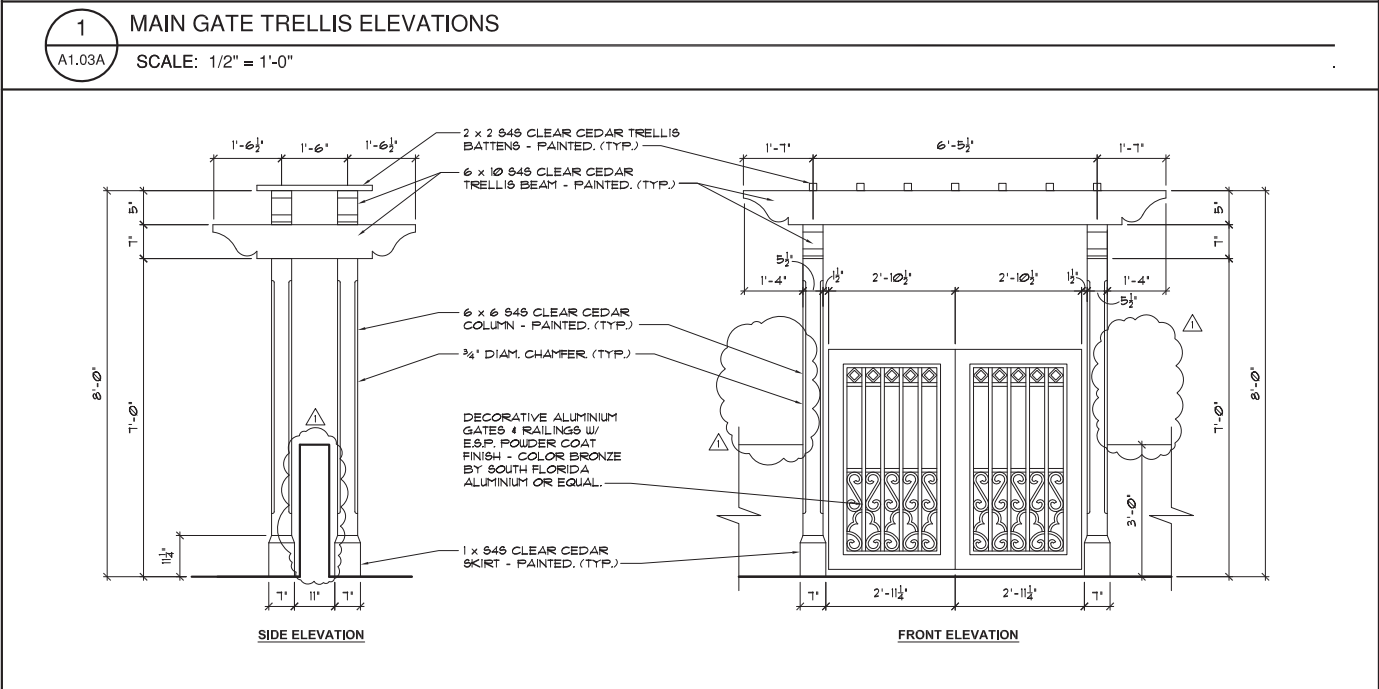 1
MAIN GATE TRELLIS ELEVATIONS
A1.03A
SCALE: 1/2" = 1'-0"
1'-6½" 1'-6" 1'-6½"
2 x 2 S4S CLEAR CEDAR TRELLIS
BATTENS - PAINTED. (TYP.)
6 x 10 S4S CLEAR CEDAR
TRELLIS BEAM - PAINTED. (TYP.)
1'-7" 6'-5½" 1'-7"
5"
7"
8'-0"
7'-0"
11¼"
1
7" 11" 7"
SIDE ELEVATION
6 x 6 S4S CLEAR CEDAR
COLUMN - PAINTED. (TYP.)
¾" DIAM. CHAMFER. (TYP.)
DECORATIVE ALUMINIUM
GATES & RAILINGS W/
E.S.P. POWDER COAT
FINISH - COLOR BRONZE
BY SOUTH FLORIDA
ALUMINIUM OR EQUAL.
1 x S4S CLEAR CEDAR
SKIRT - PAINTED. (TYP.)
5"
7"
5½"
1'-4" 1½" 2'-10½" 2'-10½" 1½" 1'-4"
5½"
1
1
7'-0"
8'-0"
3'-0"
7" 2'-11¼" 2'-11¼" 7"
FRONT ELEVATION